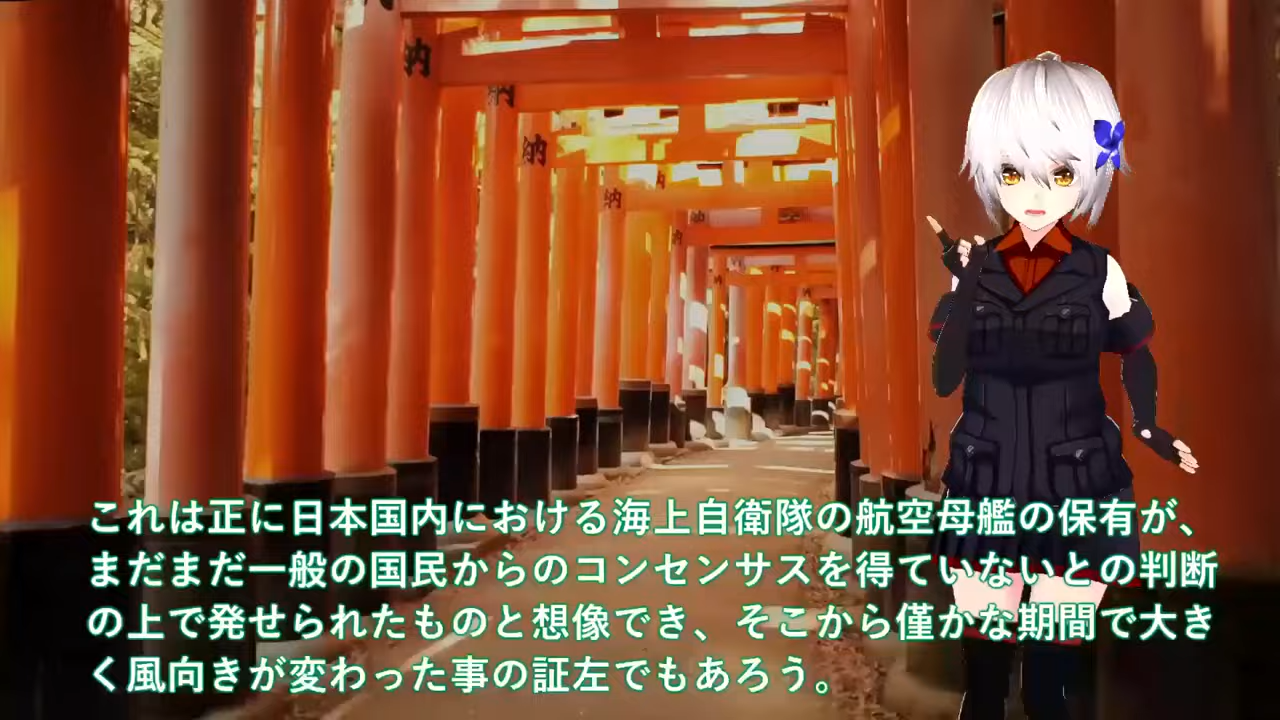 納
納
納
納
これは正に日本国内における海上自衛隊の航空母艦の保有が、
まだまだ一般の国民からのコンセンサスを得ていないとの判断
の上で発せられたものと想像でき、そこから僅かな期間で大き
く風向きが変わった事の証左でもあろう。